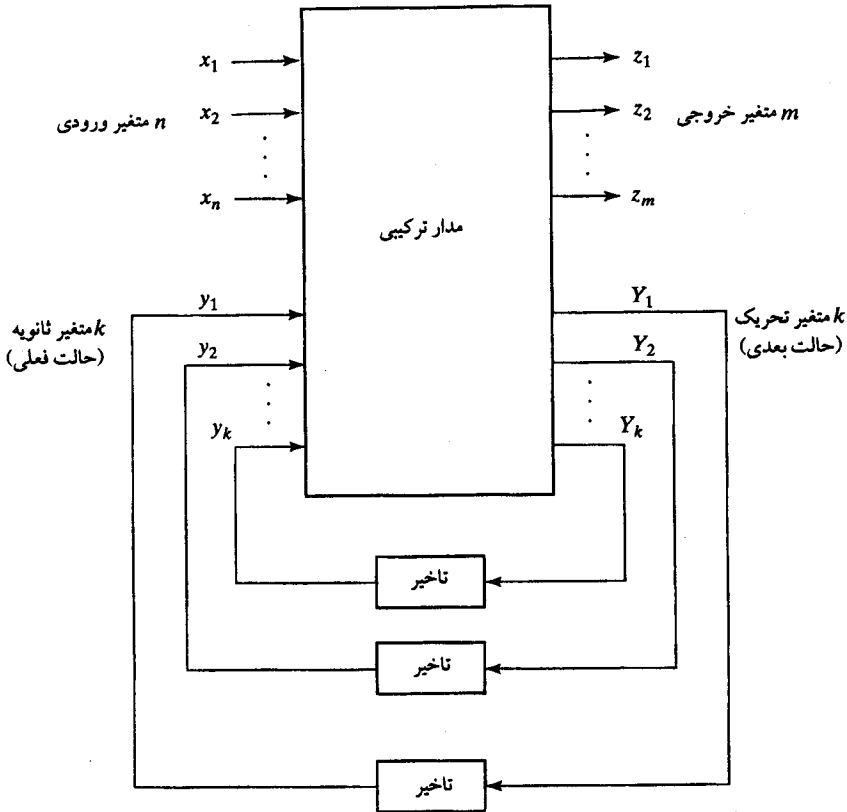 x₁
z₁
n متغیر ورودی
x₂
z₂
m متغیر خروجی
xₙ
zₘ
مدار ترکیبی
y₁
Y₁
k متغیر ثانویه
(حالت فعلی)
k متغیر تحریک
(حالت بعدی)
y₂
Y₂
yₖ
Yₖ
تاخیر
تاخیر
تاخیر